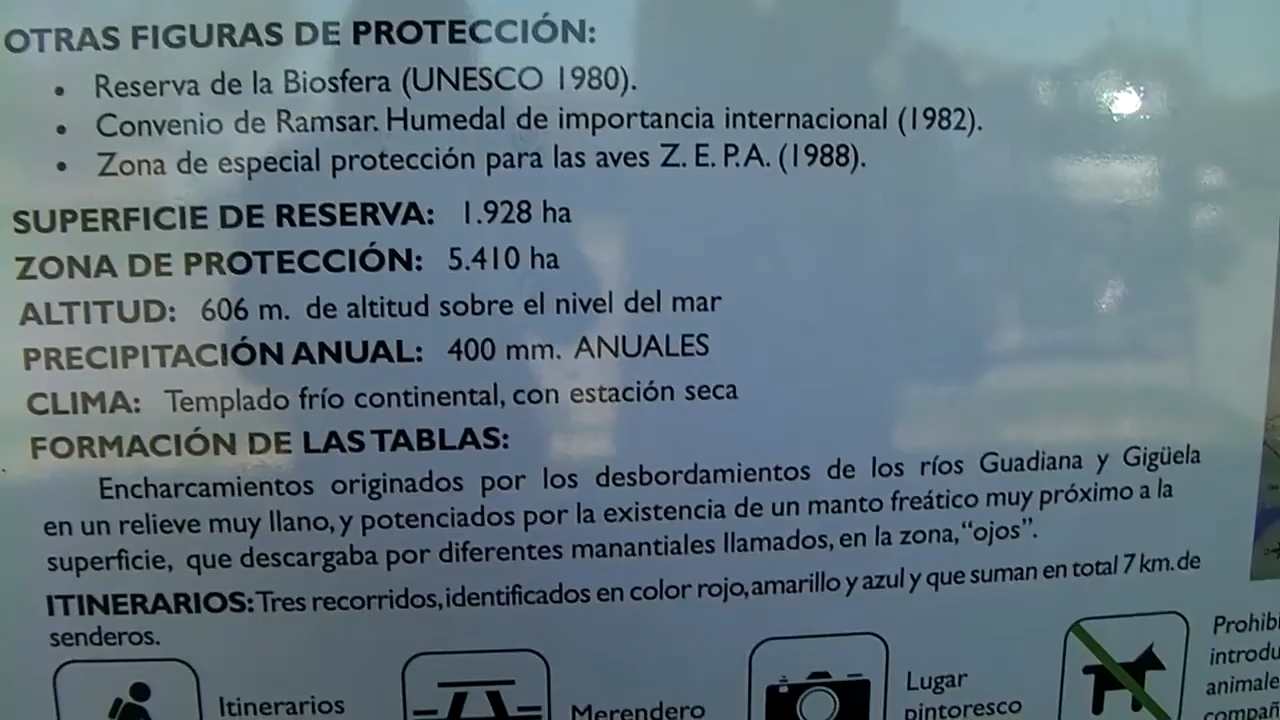 OTRAS FIGURAS DE PROTECCIÓN:
• Reserva de la Biosfera (UNESCO 1980).
• Convenio de Ramsar. Humedal de importancia internacional (1982).
• Zona de especial protección para las aves Z. E. P.A. (1988).
SUPERFICIE DE RESERVA: 1.928 ha
ZONA DE PROTECCIÓN: 5.410 ha
ALTITUD: 606 m. de altitud sobre el nivel del mar
PRECIPITACIÓN ANUAL: 400 mm. ANUALES
CLIMA: Templado frío continental, con estación seca
FORMACIÓN DE LAS TABLAS:
Encharcamientos originados por los desbordamientos de los ríos Guadiana y Gigüela
en un relieve muy llano, y potenciados por la existencia de un manto freático muy próximo a la
superficie, que descargaba por diferentes manantiales llamados, en la zona, "ojos".
ITINERARIOS: Tres recorridos, identificados en color rojo, amarillo y azul y que suman en total 7 km. de
senderos.
Itinerarios
Merendero
Lugar
pintoresco
Prohibi
introdu
animale
compañ